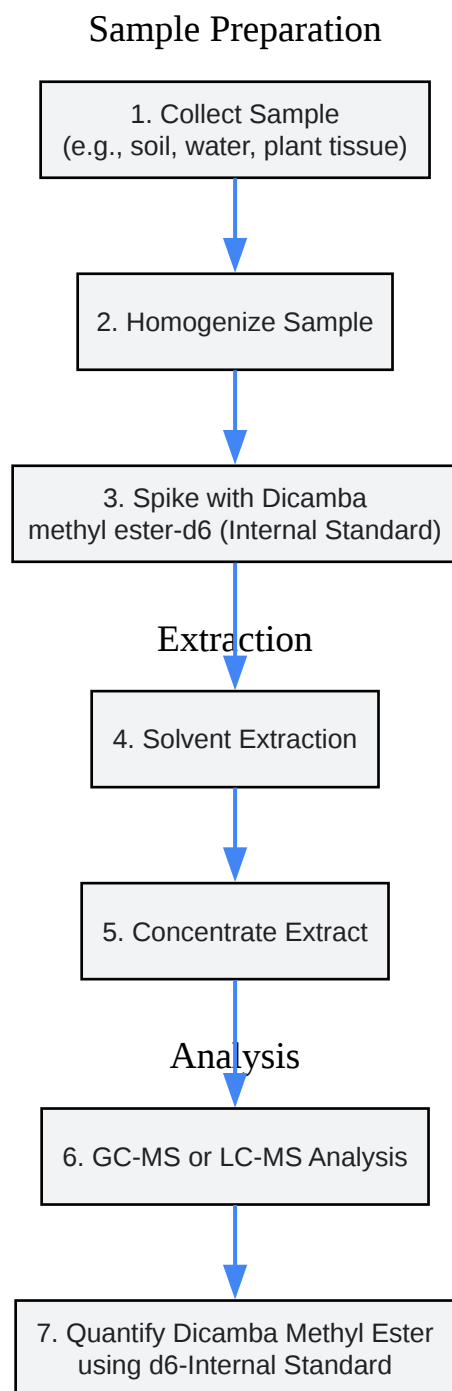 Sample Preparation
1. Collect Sample
(e.g., soil, water, plant tissue)
2. Homogenize Sample
3. Spike with Dicamba
methyl ester-d6 (Internal Standard)
Extraction
4. Solvent Extraction
5. Concentrate Extract
Analysis
6. GC-MS or LC-MS Analysis
7. Quantify Dicamba Methyl Ester
using d6-Internal Standard